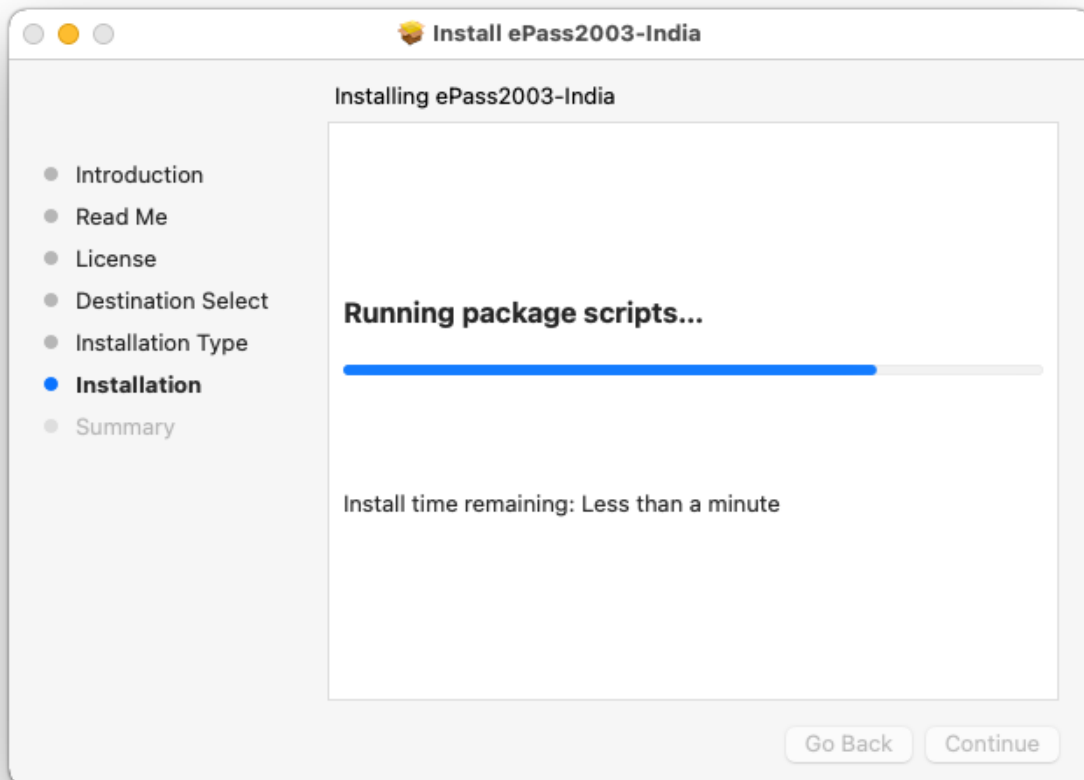 Install ePass2003-India
Installing ePass2003-India
Introduction
Read Me
License
Destination Select
Installation Type
Installation
Summary
Running package scripts...
Install time remaining: Less than a minute
Go Back
Continue